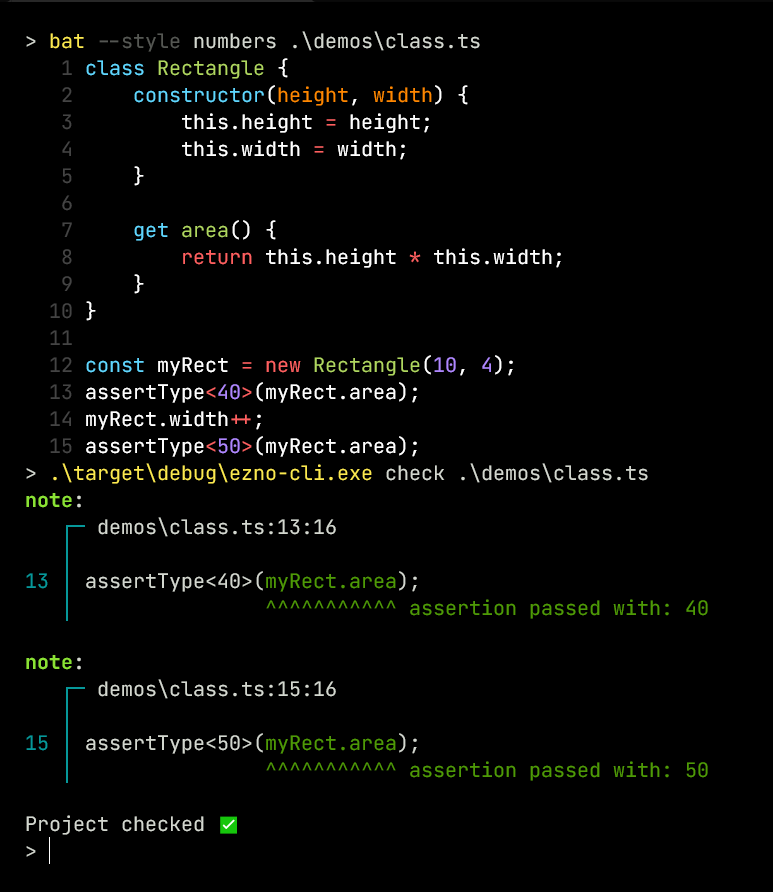 > bat --style numbers .\demos\class.ts
1 class Rectangle {
2     constructor(height, width) {
3         this.height = height;
4         this.width = width;
5     }
6
7     get area() {
8         return this.height * this.width;
9     }
10 }
11
12 const myRect = new Rectangle(10, 4);
13 assertType<40>(myRect.area);
14 myRect.width++;
15 assertType<50>(myRect.area);
> .\target\debug\ezno-cli.exe check .\demos\class.ts
note:
demos\class.ts:13:16
13 assertType<40>(myRect.area);
^^^^^^^^^^^ assertion passed with: 40
note:
demos\class.ts:15:16
15 assertType<50>(myRect.area);
^^^^^^^^^^^ assertion passed with: 50
Project checked ✅
>